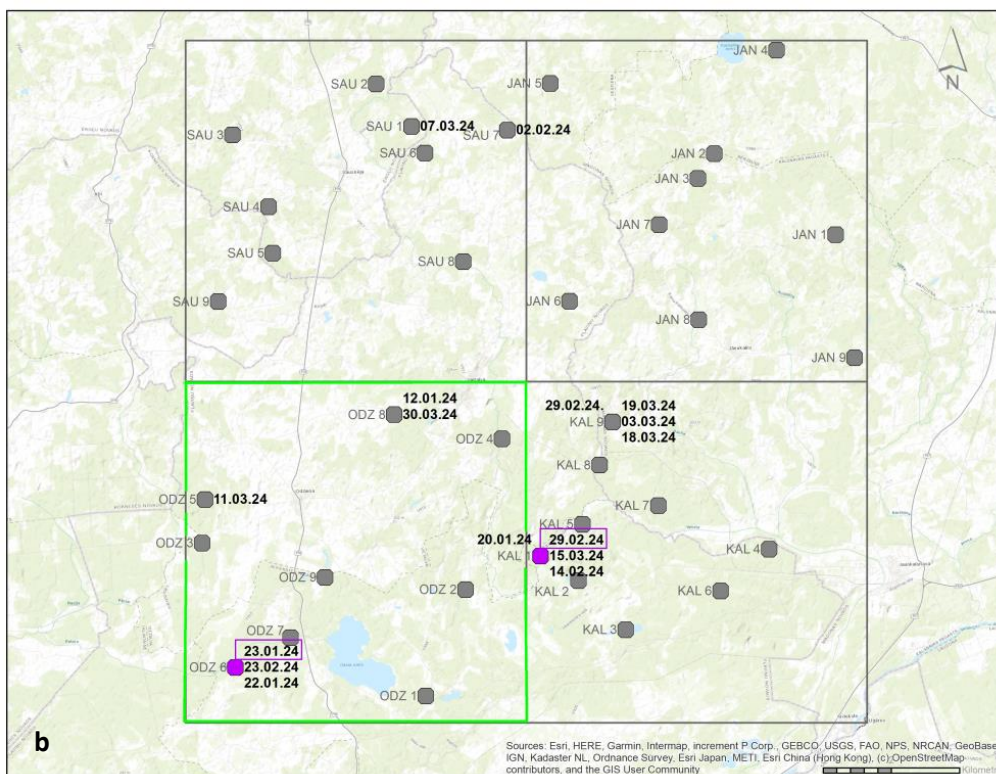 JAN 4
N
SAU 2
JAN 5
SAU 1 07.03.24
SAU 7 02.02.24
SAU 3
SAU 6
JAN 2
JAN 3
SAU 4
JAN 7
JAN 1
SAU 5
SAU 8
SAU 9
JAN 6
JAN 8
JAN 9
12.01.24
ODZ 8 30.03.24
29.02.24. 19.03.24
KAL 9 03.03.24
18.03.24
ODZ 4
KAL 8
ODZ 5 11.03.24
KAL 7
KAL 5
ODZ 3
20.01.24 29.02.24
KAL 1 15.03.24
14.02.24
KAL 4
ODZ 9
KAL 2
ODZ 2
KAL 6
KAL 3
ODZ 7
23.01.24
ODZ 6 23.02.24
22.01.24
ODZ 1
b
Sources: Esri, HERE, Garmin, Intermap, increment P Corp., GEBCO, USGS, FAO, NPS, NRCAN, GeoBase,
IGN, Kadaster NL, Ordnance Survey, Esri Japan, METI, Esri China (Hong Kong), (c) OpenStreetMap
contributors, and the GIS User Community